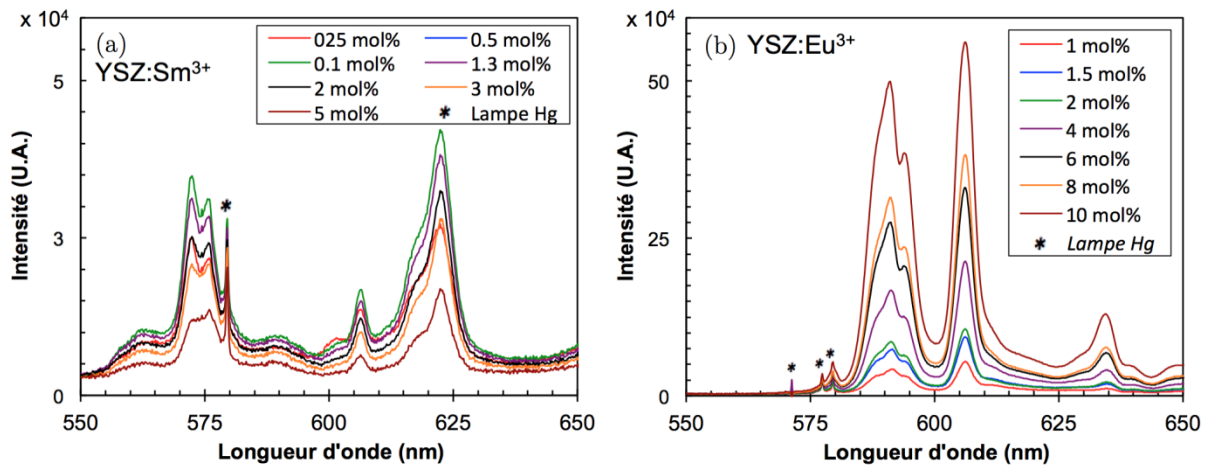 x 10⁴
(a)
YSZ:Sm³⁺
025 mol%
0.5 mol%
0.1 mol%
1.3 mol%
2 mol%
3 mol%
5 mol%
* Lampe Hg
Intensité (U.A.)
5
3
0
*
550
575
600
625
650
Longueur d'onde (nm)
x 10⁴
(b) YSZ:Eu³⁺
1 mol%
1.5 mol%
2 mol%
4 mol%
6 mol%
8 mol%
10 mol%
* Lampe Hg
Intensité (U.A.)
50
25
0
* * *
550
575
600
625
650
Longueur d'onde (nm)